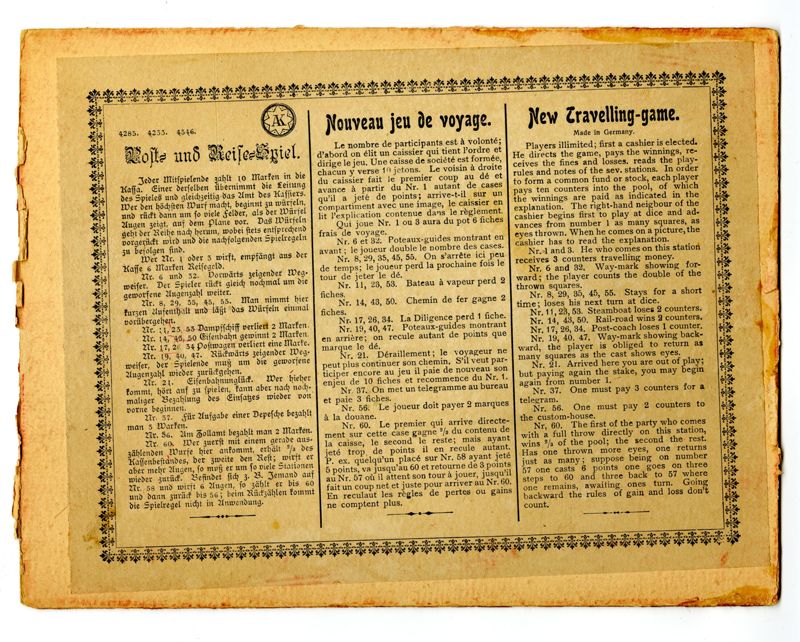 4285. 4255. 4546.
AK
Post- und Reise-Spiel.
Jeder Mitspielende zahlt 10 Marken in die
Kassa. Einer derselben übernimmt die Leitung
des Spieles und gleichzeitig das Amt des Kassiers.
Wer den höchsten Wurf macht, beginnt zu würfeln,
und rückt dann um so viele Felder, als der Würfel
Augen zeigt, auf dem Plane vor. Das Würfeln
geht der Reihe nach herum, wobei stets entsprechend
vorgerückt wird und die nachfolgenden Spielregeln
zu befolgen sind.
Wer Nr. 1 oder 3 wirft, empfängt aus der
Kasse 6 Marken Reisegeld.
Nr. 6 und 32. Vorwärts zeigender Weg-
weiser. Der Spieler rückt gleich nochmal um die
geworfene Augenzahl weiter.
Nr. 8, 29, 35, 45, 55. Man nimmt hier
kurzen Aufenthalt und läßt das Würfeln einmal
vorübergehen.
Nr. 11, 23, 53 Dampfschiff verliert 2 Marken.
Nr. 14, 43, 50 Eisenbahn gewinnt 2 Marken.
Nr. 17, 26, 34 Postwagen verliert eine Marke.
Nr. 19, 40, 47. Rückwärts zeigender Weg-
weiser, der Spielende muß um die geworfene
Augenzahl wieder zurückgehen.
Nr. 21. Eisenbahnunglück. Wer hieher
kommt, hört auf zu spielen, kann aber nach noch-
maliger Bezahlung des Einsatzes wieder von
vorne beginnen.
Nr. 37. Für Aufgabe einer Depesche bezahlt
man 3 Marken.
Nr. 56. Am Zollamt bezahlt man 2 Marken.
Nr. 60. Wer zuerst mit einem gerade aus-
zählenden Wurfe hier ankommt, erhält ²/₃ des
Kassenbestandes, der zweite den Rest; wirft er
aber mehr Augen, so muß er um so viele Stationen
wieder zurück. Befindet sich z. B. Jemand auf
Nr. 58 und wirft 6 Augen, so zählt er bis 60
und dann zurück bis 56; beim Rückzählen kommt
die Spielregel nicht in Anwendung.
Nouveau jeu de voyage.
Le nombre de participants est à volonté;
d'abord on élit un caissier qui tient l'ordre et
dirige le jeu. Une caisse de société est formée,
chacun y verse 10 jetons. Le voisin à droite
du caissier fait le premier coup au dé et
avance à partir du Nr. 1 autant de cases
qu'il a jeté de points; arrive-t-il sur un
compartiment avec une image, le caissier en
lit l'explication contenue dans le règlement.
Qui joue Nr. 1 ou 3 aura du pot 6 fiches
frais de voyage.
Nr. 6 et 32. Poteaux-guides montrant en
avant; le joueur double le nombre des cases.
Nr. 8, 29, 35, 45, 55. On s'arrête ici peu
de temps; le joueur perd la prochaine fois le
tour de jeter le dé.
Nr. 11, 23, 53. Bateau à vapeur perd 2
fiches.
Nr. 14, 43, 50. Chemin de fer gagne 2
fiches.
Nr. 17, 26, 34. La Diligence perd 1 fiche.
Nr. 19, 40, 47. Poteaux-guides montrant
en arrière; on recule autant de points que
marque le dé.
Nr. 21. Déraillement; le voyageur ne
peut plus continuer son chemin. S'il veut par-
ticiper encore au jeu il paie de nouveau son
enjeu de 10 fiches et recommence du Nr. 1.
Nr. 37. On met un telegramme au bureau
et paie 3 fiches.
Nr. 56. Le joueur doit payer 2 marques
à la douane.
Nr. 60. Le premier qui arrive directe-
ment sur cette case gagne ²/₃ du contenu de
la caisse, le second le reste; mais ayant
jeté trop de points il en recule autant.
P. ex. quelqu'un placé sur Nr. 58 ayant jeté
5 points, va jusqu'au 60 et retourne de 3 points
au Nr. 57 où il attend son tour à jouer, jusqu'il
fait un coup net et juste pour arriver au Nr. 60.
En reculant les règles de pertes ou gains
ne comptent plus.
New Travelling-game.
Made in Germany.
Players illimited; first a cashier is elected.
He directs the game, pays the winnings, re-
ceives the fines and losses. reads the play-
rules and notes of the sev. stations. In order
to form a common fund or stock, each player
pays ten counters into the pool, of which
the winnings are paid as indicated in the
explanation. The right-hand neigbour of the
cashier begins first to play at dice and ad-
vances from number 1 as many squares, as
eyes thrown. When he comes on a picture, the
cashier has to read the explanation.
Nr. 1 and 3. He who comes on this station
receives 3 counters travelling money.
Nr. 6 and 32. Way-mark showing for-
ward; the player counts the double of the
thrown squares.
Nr. 8, 29, 35, 45, 55. Stays for a short
time; loses his next turn at dice.
Nr. 11, 23, 53. Steamboat loses 2 counters.
Nr. 14, 43, 50. Rail-road wins 2 counters.
Nr. 17, 26, 34. Post-coach loses 1 counter.
Nr. 19, 40, 47. Way-mark showing back-
ward, the player is obliged to return as
many squares as the cast shows eyes.
Nr. 21. Arrived here you are out of play;
but paying again the stake, you may begin
again from number 1.
Nr. 37. One must pay 3 counters for a
telegram.
Nr. 56. One must pay 2 counters to
the custom-house.
Nr. 60. The first of the party who comes
with a full throw directly on this station,
wins ²/₃ of the pool; the second the rest.
Has one thrown more eyes, one returns
just as many; suppose being on number
57 one casts 6 points one goes on three
steps to 60 and three back to 57 where
one remains, awaiting ones turn. Going
backward the rules of gain and loss don't
count.